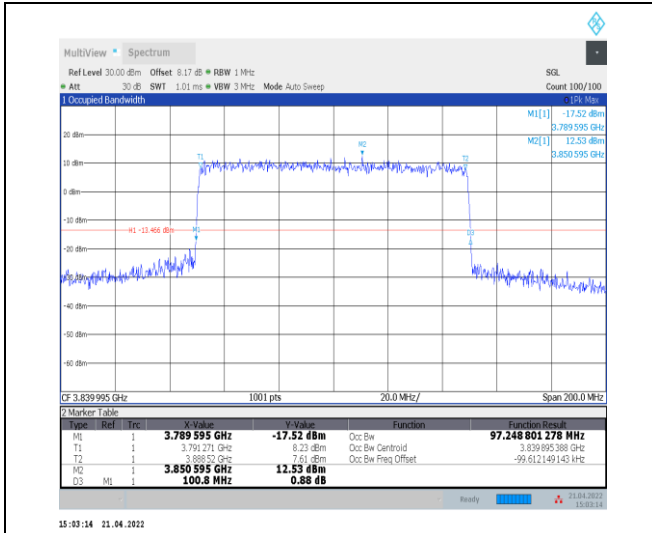 MultiView Spectrum
Ref Level 30.00 dBm Offset 8.17 dB RBW 1 MHz SGL
Att 30 dB SWT 1.01 ms VBW 3 MHz Mode Auto Sweep Count 100/100
1 Occupied Bandwidth 1Pk Max
M1[1] -17.52 dBm
3.789 595 GHz
M2[1] 12.53 dBm
3.850 595 GHz
20 dBm
M2
T1
10 dBm
0 dBm
-10 dBm
H1 -13.466 dBm M1
D3
-20 dBm
-40 dBm
-50 dBm
-60 dBm
CF 3.839 995 GHz 1001 pts 20.0 MHz/ Span 200.0 MHz
2 Marker Table
Type Ref Trc X-Value Y-Value Function Function Result
M1 1 3.789 595 GHz -17.52 dBm Occ Bw 97.248 801 278 MHz
T1 1 3.791 271 GHz 8.23 dBm Occ Bw Centroid 3.839 895 388 GHz
T2 1 3.888 52 GHz 7.61 dBm Occ Bw Freq Offset -99.612 149 143 kHz
M2 1 3.850 595 GHz 12.53 dBm
D3 M1 1 100.8 MHz 0.88 dB
Ready 21.04.2022
15:03:14
15:03:14 21.04.2022